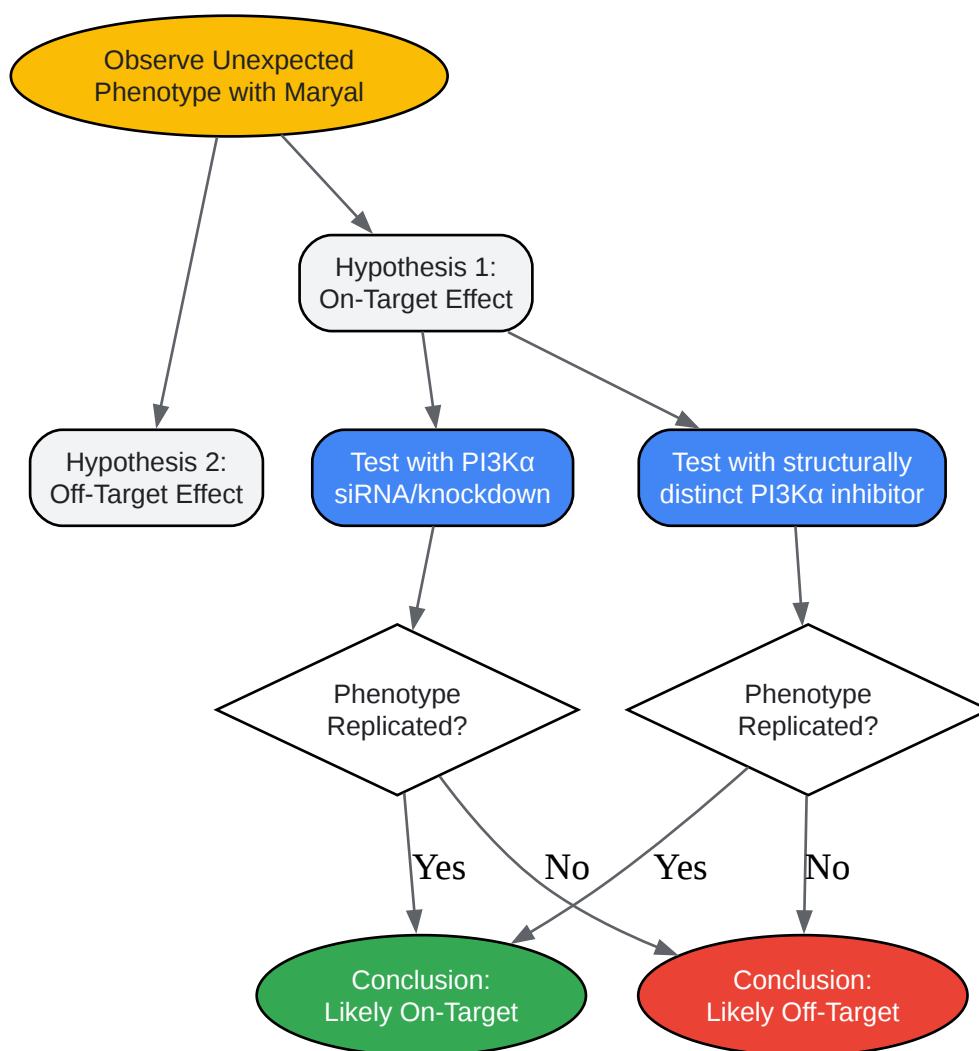 Observe Unexpected
Phenotype with Maryal
Hypothesis 1:
On-Target Effect
Hypothesis 2:
Off-Target Effect
Test with PI3Kα
siRNA/knockdown
Test with structurally
distinct PI3Kα inhibitor
Phenotype
Replicated?
Phenotype
Replicated?
Yes
No
Yes
No
Conclusion:
Likely On-Target
Conclusion:
Likely Off-Target